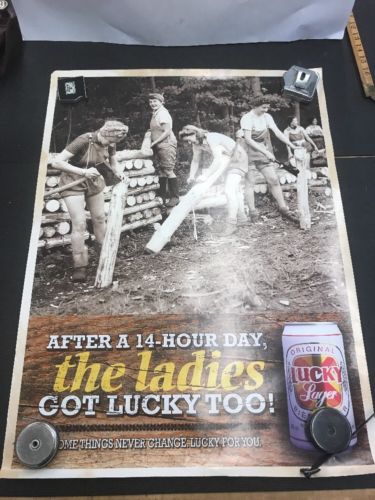 AFTER A 14-HOUR DAY,
the ladies
GOT LUCKY TOO!
OME THINGS NEVER CHANGE. LUCKY FOR YOU.
ORIGINAL
LUCKY
Lager